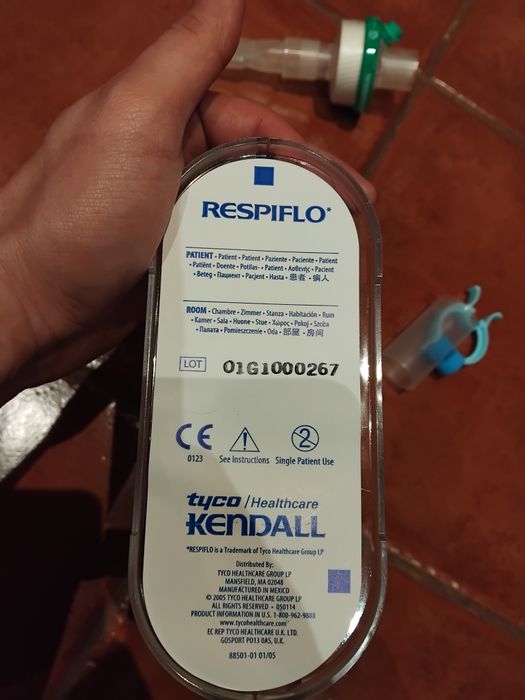 RESPIFLO*
PATIENT • Patient • Patient • Paziente • Paciente • Patient
• Patiënt • Doente • Potilas • Patient • Ασθενής • Pacient
• Beteg • Пациент • Pacjent • Hasta • 患者 • 病人
ROOM • Chambre • Zimmer • Stanza • Habitación • Rum
• Kamer • Sala • Huone • Stue • Χώρος • Pokoj • Szoba
• Палата • Pomieszczenie • Oda • 部屋 • 房间
LOT 01G1000267
CE
0123
See Instructions
2
Single Patient Use
tyco / Healthcare
KENDALL
*RESPIFLO is a Trademark of Tyco Healthcare Group LP
Distributed By:
TYCO HEALTHCARE GROUP LP
MANSFIELD, MA 02048
MANUFACTURED IN MEXICO
© 2005 TYCO HEALTHCARE GROUP LP
ALL RIGHTS RESERVED • 050114
PRODUCT INFORMATION IN U.S. 1-800-962-9888
www.tycohealthcare.com
EC REP TYCO HEALTHCARE U.K. LTD.
GOSPORT PO13 0AS, U.K.
88501-01 01/05